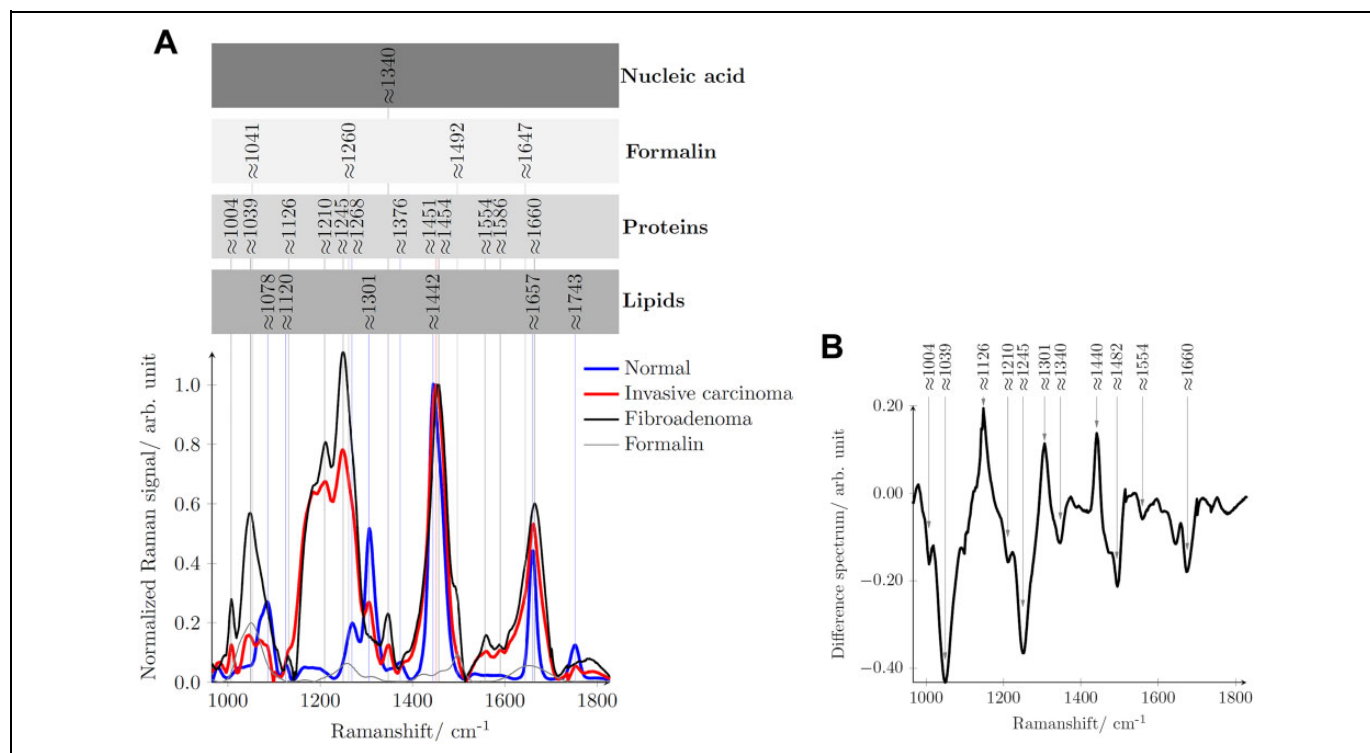 A
≈1340
Nucleic acid
≈1041 ≈1260 ≈1492 ≈1647
Formalin
≈1004 ≈1039 ≈1126 ≈1210 ≈1245 ≈1268 ≈1376 ≈1451 ≈1454 ≈1554 ≈1586 ≈1660
Proteins
≈1078 ≈1120 ≈1301 ≈1442 ≈1657 ≈1743
Lipids
Normal
Invasive carcinoma
Fibroadenoma
Formalin
Normalized Raman signal/ arb. unit
1.0
0.8
0.6
0.4
0.2
0.0
1000 1200 1400 1600 1800
Ramanshift/ cm⁻¹
B
≈1004 ≈1039 ≈1126 ≈1210 ≈1245 ≈1301 ≈1340 ≈1440 ≈1482 ≈1554 ≈1660
Difference spectrum/ arb. unit
0.20
0.00
−0.20
−0.40
1000 1200 1400 1600 1800
Ramanshift/ cm⁻¹